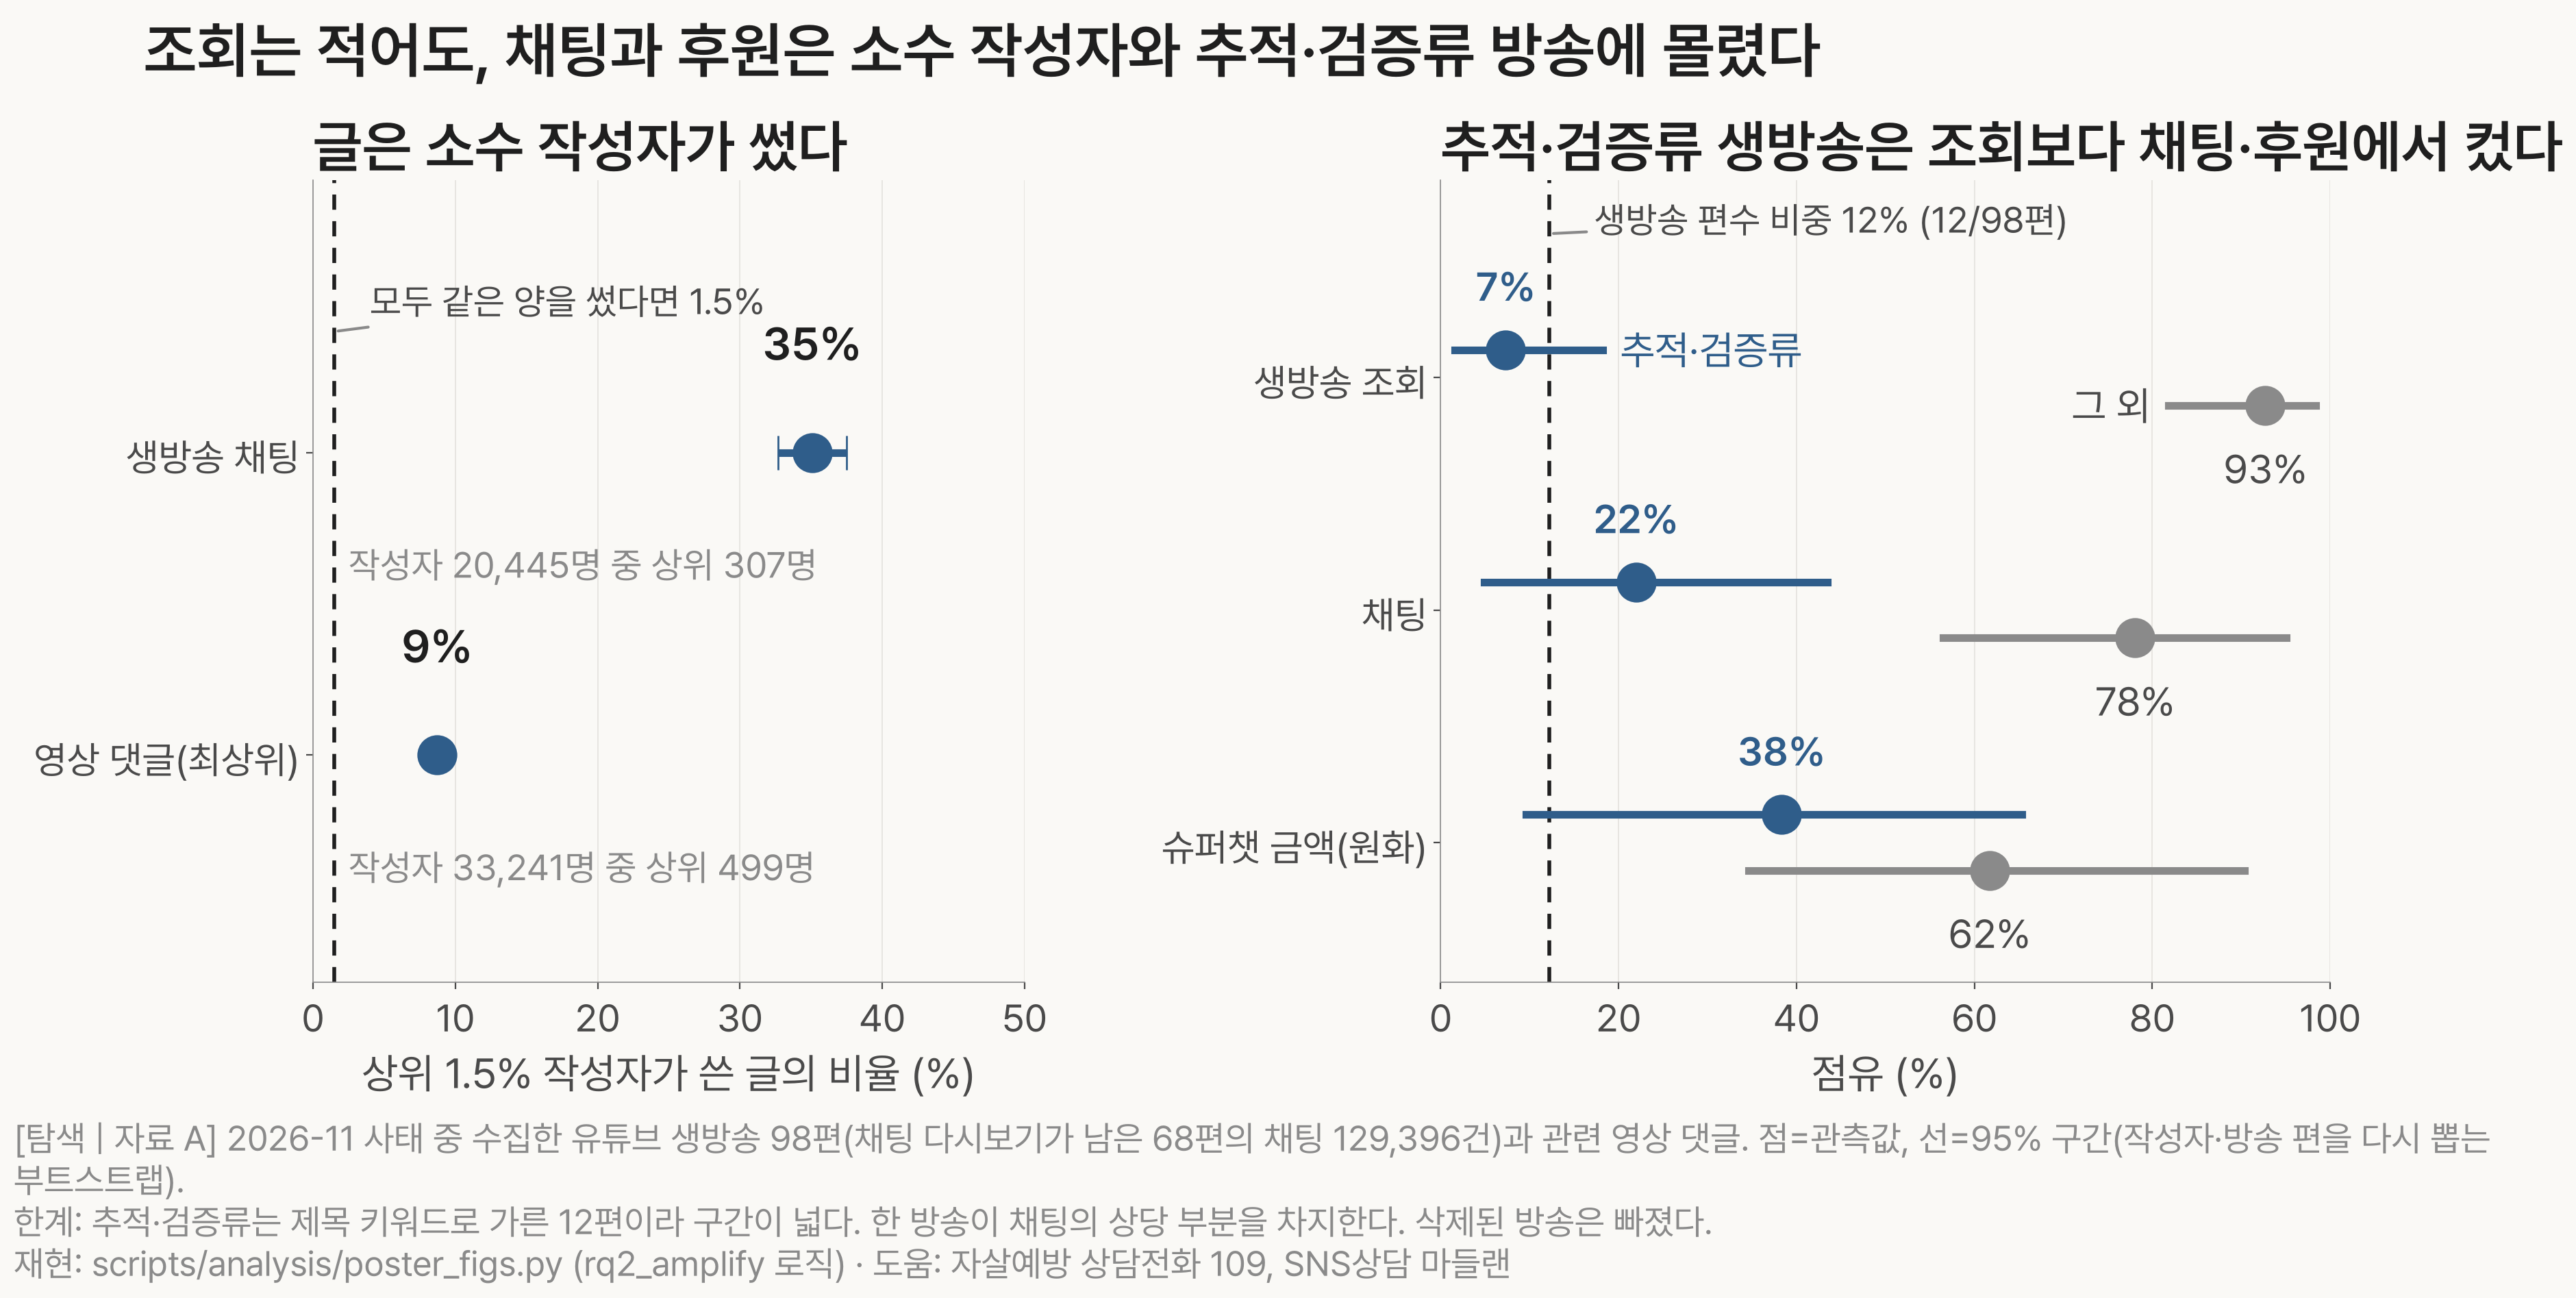 조회는 적어도, 채팅과 후원은 소수 작성자와 추적·검증류 방송에 몰렸다
글은 소수 작성자가 썼다
모두 같은 양을 썼다면 1.5%
35%
생방송 채팅
작성자 20,445명 중 상위 307명
9%
영상 댓글(최상위)
작성자 33,241명 중 상위 499명
0 10 20 30 40 50
상위 1.5% 작성자가 쓴 글의 비율 (%)
추적·검증류 생방송은 조회보다 채팅·후원에서 컸다
생방송 편수 비중 12% (12/98편)
7%
추적·검증류
생방송 조회
그 외
93%
22%
채팅
78%
38%
슈퍼챗 금액(원화)
62%
0 20 40 60 80 100
점유 (%)
[탐색 | 자료 A] 2026-11 사태 중 수집한 유튜브 생방송 98편(채팅 다시보기가 남은 68편의 채팅 129,396건)과 관련 영상 댓글. 점=관측값, 선=95% 구간(작성자·방송 편을 다시 뽑는
부트스트랩).
한계: 추적·검증류는 제목 키워드로 가른 12편이라 구간이 넓다. 한 방송이 채팅의 상당 부분을 차지한다. 삭제된 방송은 빠졌다.
재현: scripts/analysis/poster_figs.py (rq2_amplify 로직) · 도움: 자살예방 상담전화 109, SNS상담 마들랜